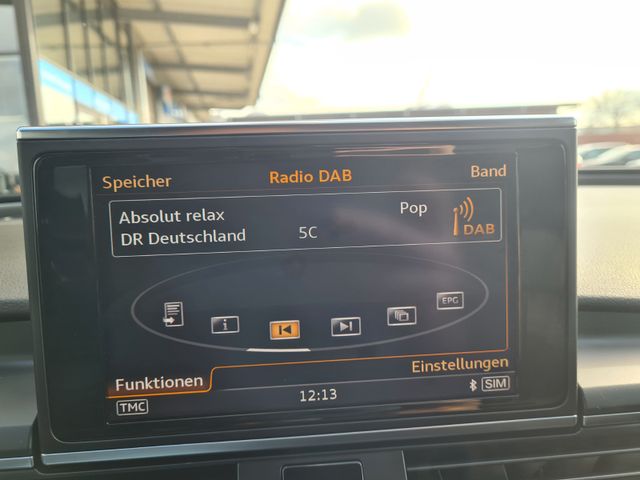 Speicher Radio DAB Band
Absolut relax Pop
DR Deutschland 5C DAB
i EPG
Funktionen Einstellungen
TMC 12:13 SIM